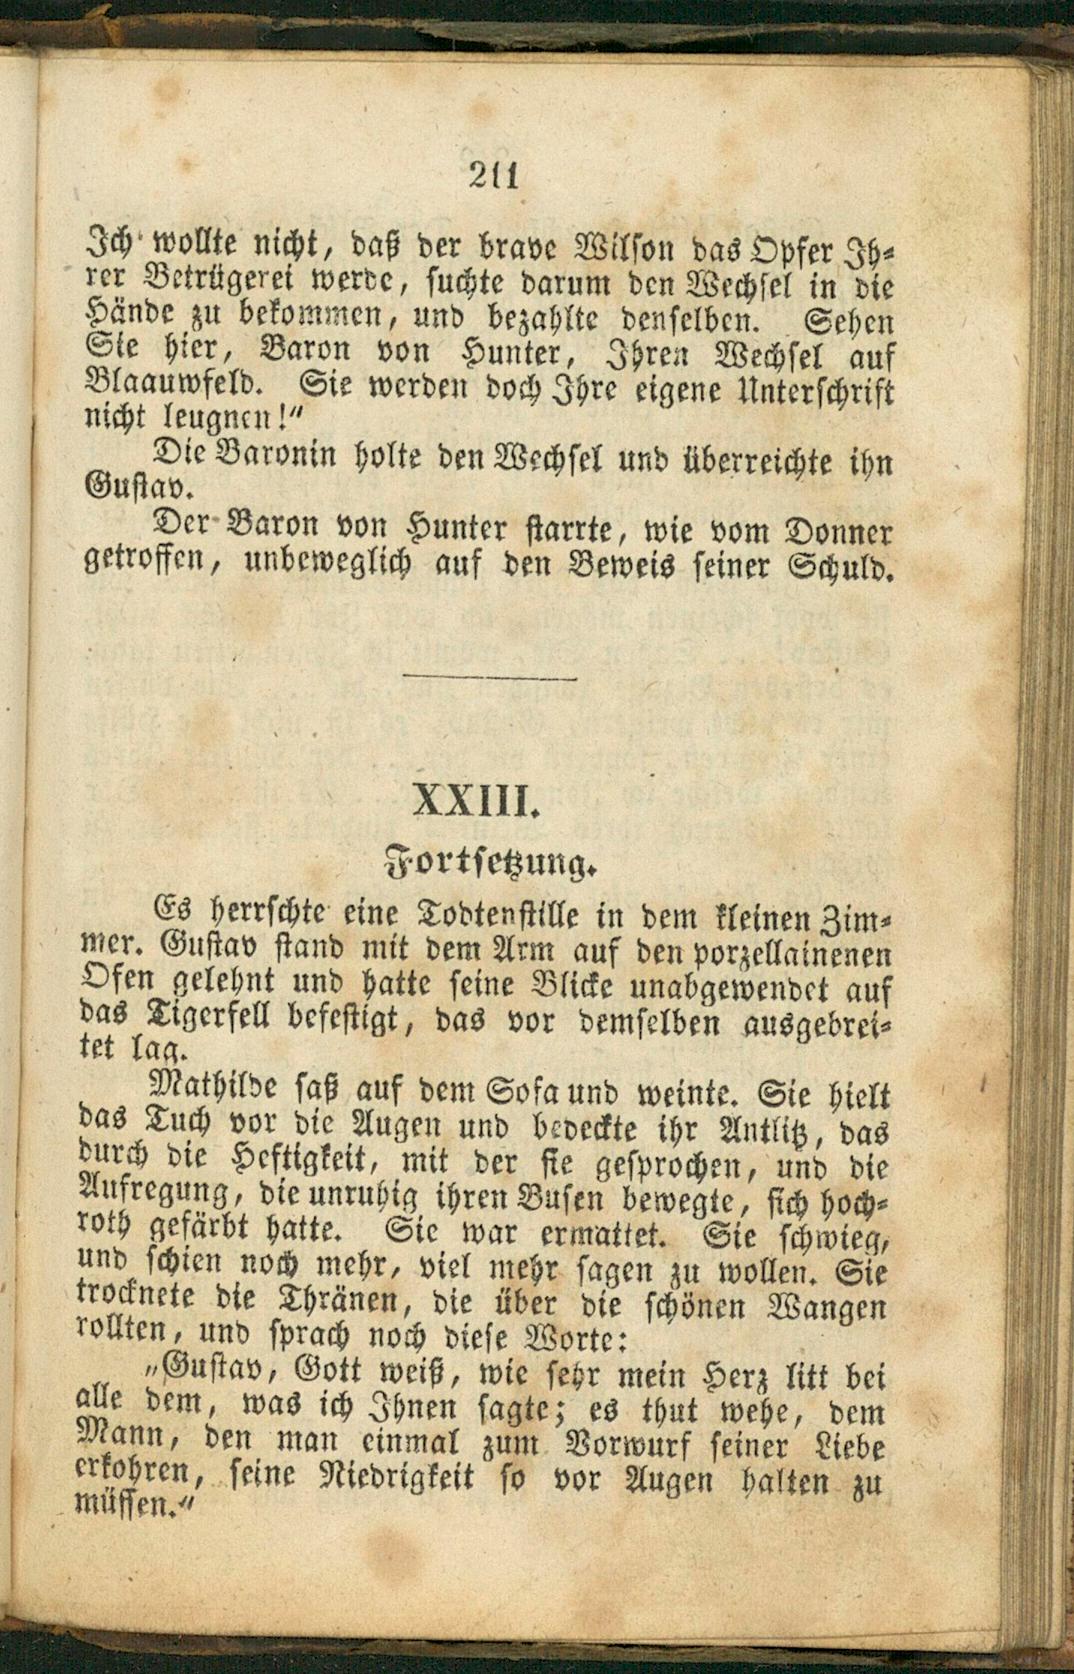 211
Ich wollte nicht, daß der brave Wilson das Opfer Ih-
rer Betrügerei werde, suchte darum den Wechsel in die
Hände zu bekommen, und bezahlte denselben. Sehen
Sie hier, Baron von Hunter, Ihren Wechsel auf
Blaauwfeld. Sie werden doch Ihre eigene Unterschrift
nicht leugnen!"
Die Baronin holte den Wechsel und überreichte ihn
Gustav.
Der Baron von Hunter starrte, wie vom Donner
getroffen, unbeweglich auf den Beweis seiner Schuld.
XXIII.
Fortsetzung.
Es herrschte eine Todtenstille in dem kleinen Zim-
mer. Gustav stand mit dem Arm auf den porzellainenen
Ofen gelehnt und hatte seine Blicke unabgewendet auf
das Tigerfell befestigt, das vor demselben ausgebrei-
tet lag.
Mathilde saß auf dem Sofa und weinte. Sie hielt
das Tuch vor die Augen und bedeckte ihr Antlitz, das
durch die Heftigkeit, mit der sie gesprochen, und die
Aufregung, die unruhig ihren Busen bewegte, sich hoch-
roth gefärbt hatte. Sie war ermattet. Sie schwieg,
und schien noch mehr, viel mehr sagen zu wollen. Sie
trocknete die Thränen, die über die schönen Wangen
rollten, und sprach noch diese Worte:
„Gustav, Gott weiß, wie sehr mein Herz litt bei
alle dem, was ich Ihnen sagte; es thut wehe, dem
Mann, den man einmal zum Vorwurf seiner Liebe
erkohren, seine Niedrigkeit so vor Augen halten zu
müssen."